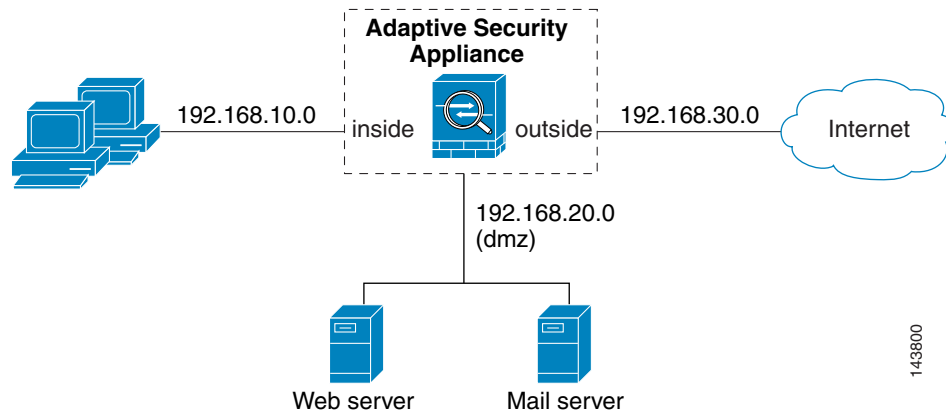 Adaptive Security
Appliance
192.168.10.0
inside
outside
192.168.30.0
Internet
192.168.20.0
(dmz)
Web server
Mail server
143800